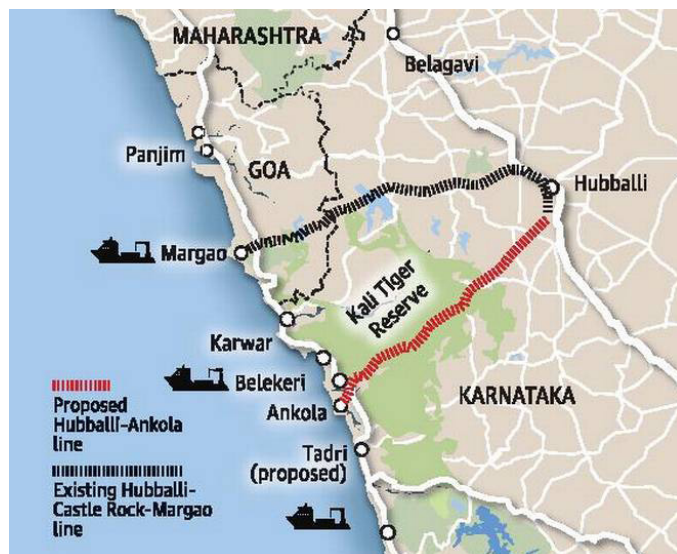 MAHARASHTRA
Belagavi
Panjim
GOA
Hubballi
Margao
Kali Tiger
Reserve
Karwar
Belekeri
Ankola
KARNATAKA
Tadri
(proposed)
Proposed
Hubballi-Ankola
line
Existing Hubballi-
Castle Rock-Margao
line